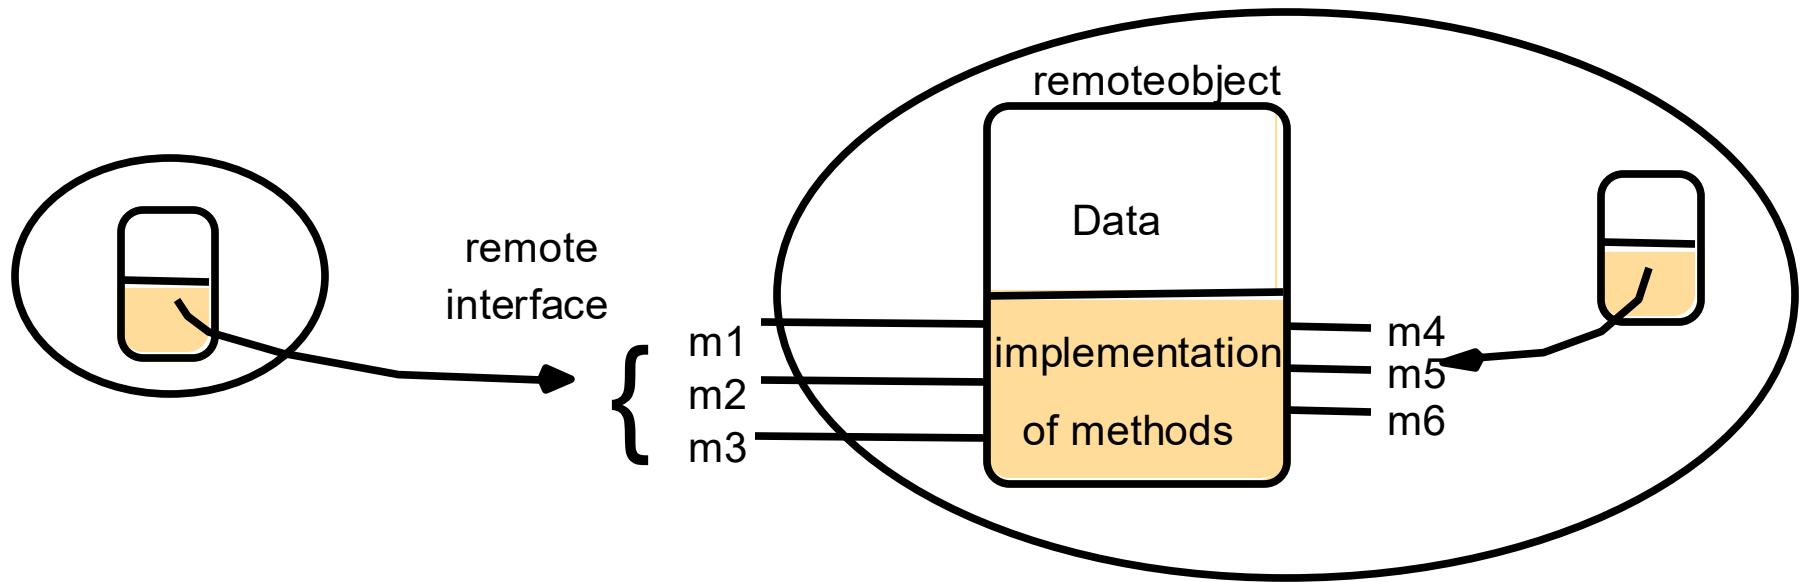 remoteobject
Data
remote
interface
{
m1
m2
m3
implementation
of methods
m4
m5
m6